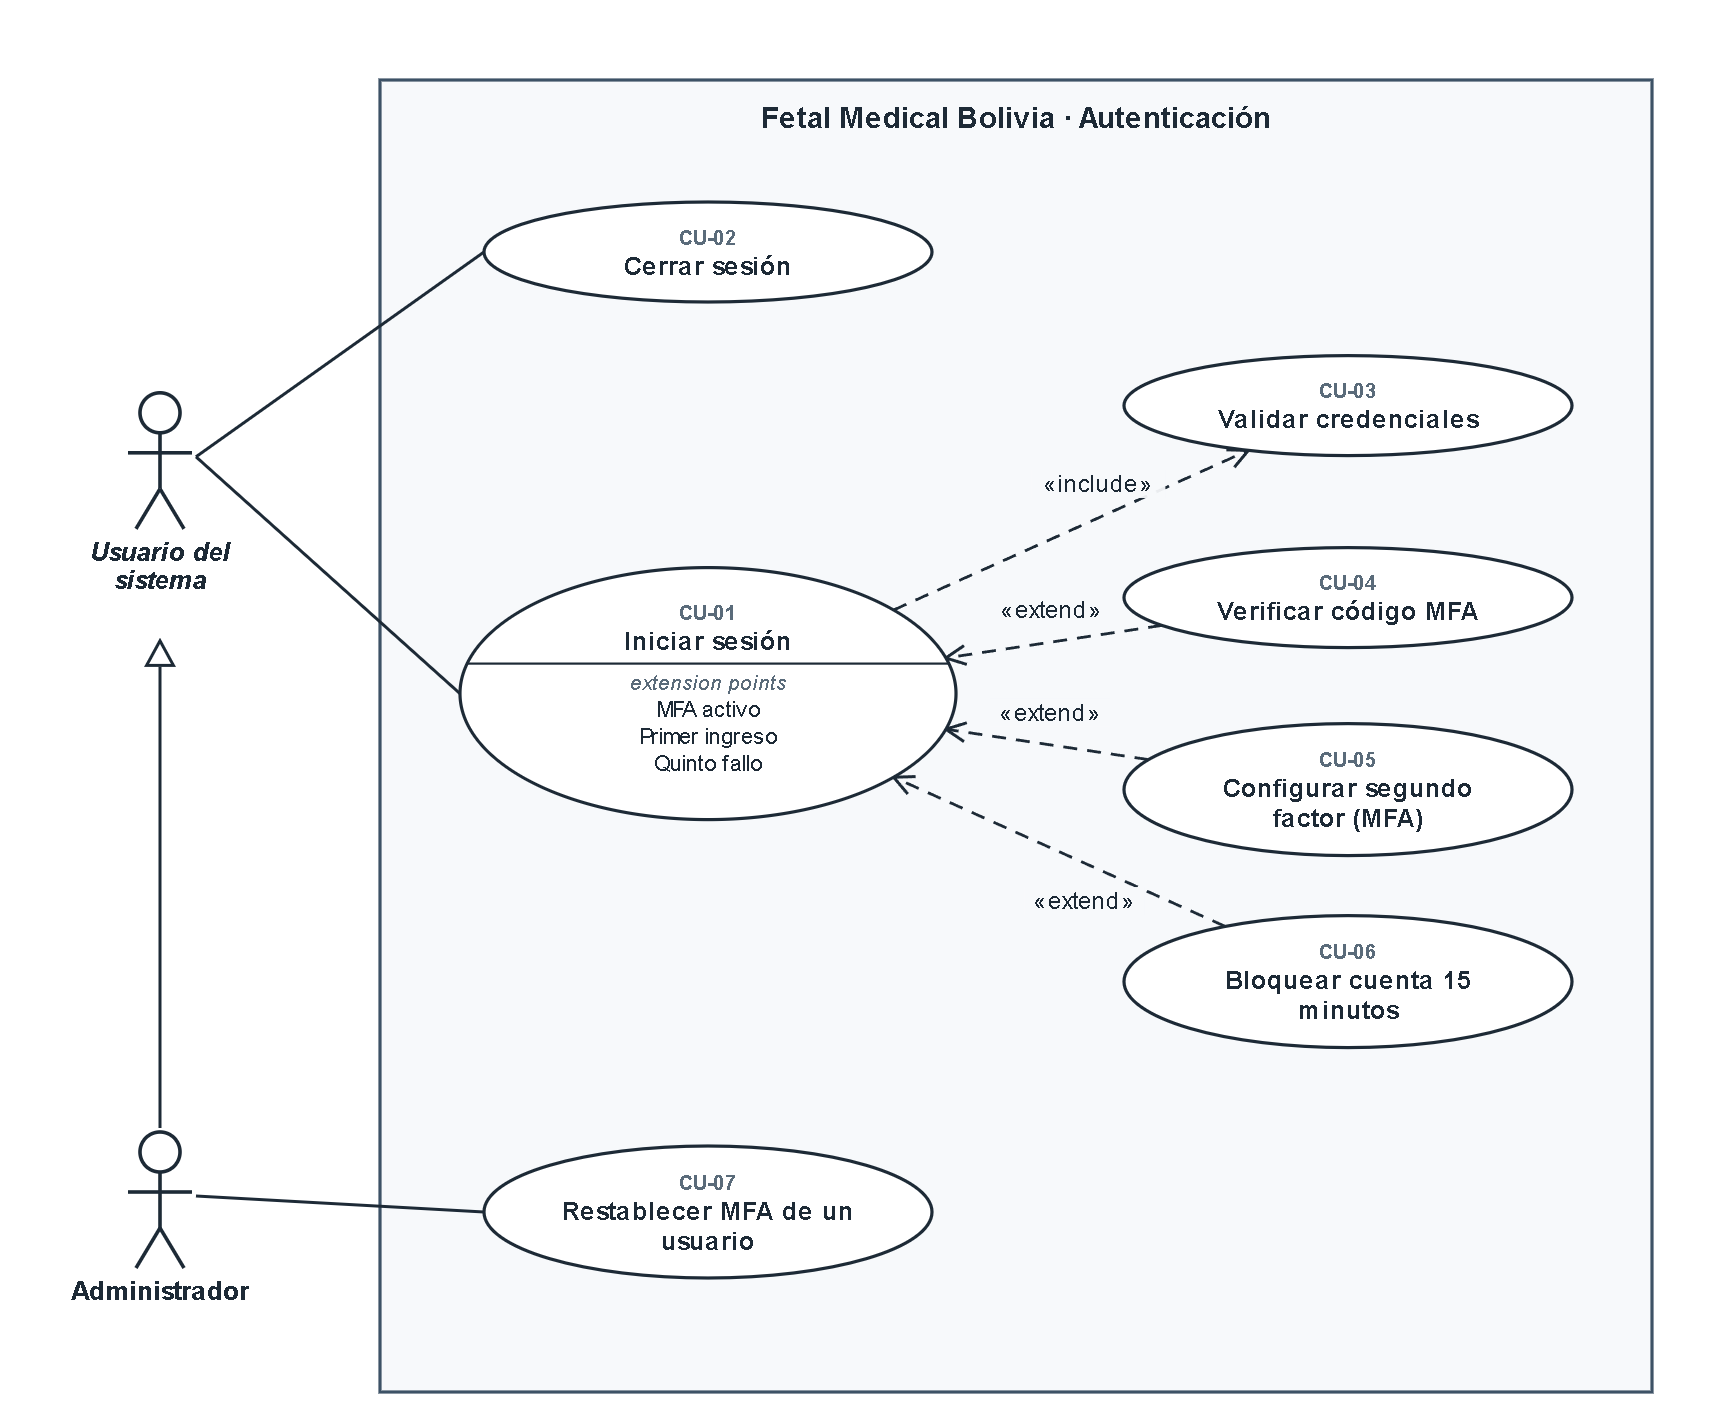 Fetal Medical Bolivia · Autenticación
CU-02
Cerrar sesión
CU-03
Validar credenciales
«include»
Usuario del
sistema
CU-01
Iniciar sesión
extension points
MFA activo
Primer ingreso
Quinto fallo
«extend»
CU-04
Verificar código MFA
«extend»
CU-05
Configurar segundo
factor (MFA)
«extend»
CU-06
Bloquear cuenta 15
minutos
CU-07
Restablecer MFA de un
usuario
Administrador